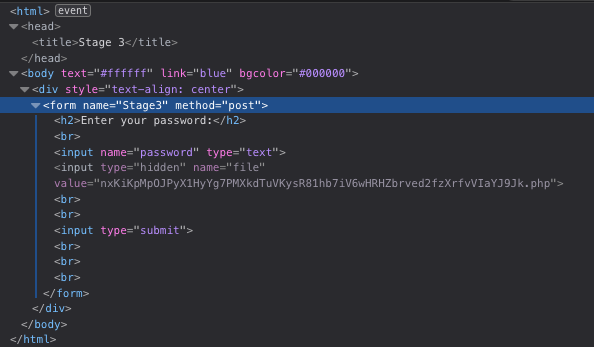 <html> event
<head>
<title>Stage 3</title>
</head>
<body text="#ffffff" link="blue" bgcolor="#000000">
<div style="text-align: center">
<form name="Stage3" method="post">
<h2>Enter your password:</h2>
<br>
<input name="password" type="text">
<input type="hidden" name="file"
value="nxKiKpMpOJPyX1HyYg7PMXkdTuVKysR81hb7iV6wHRHZbrved2fzXrfvVIaYJ9Jk.php">
<br>
<br>
<input type="submit">
<br>
<br>
<br>
</form>
</div>
</body>
</html>